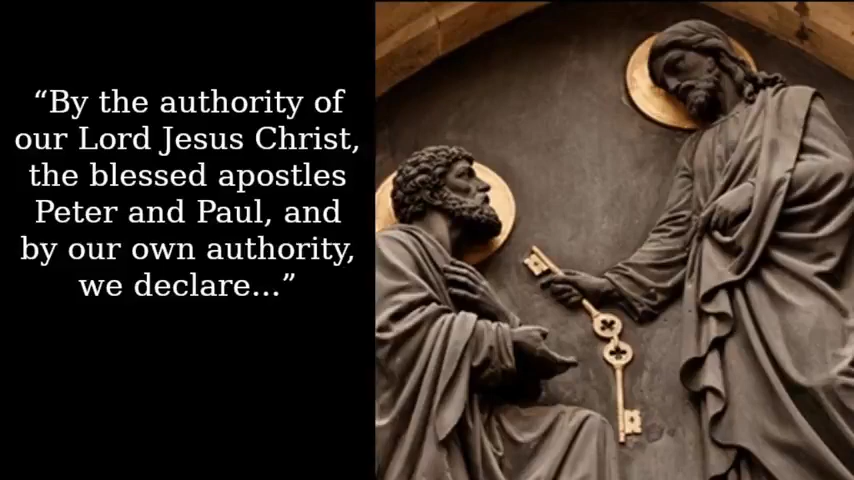 “By the authority of
our Lord Jesus Christ,
the blessed apostles
Peter and Paul, and
by our own authority,
we declare...”